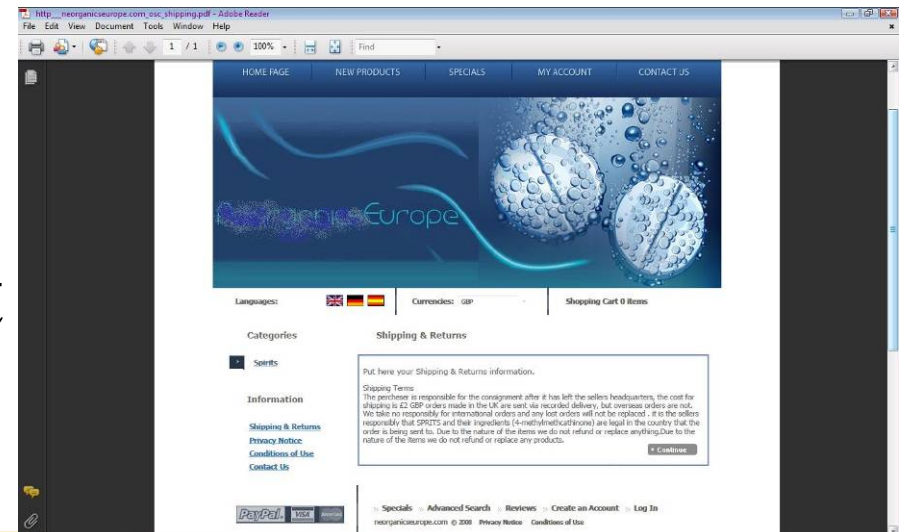 http__neorganicseurope.com_osc_shipping.pdf - Adobe Reader
File Edit View Document Tools Window Help
1 / 1 100% Find
HOME PAGE NEW PRODUCTS SPECIALS MY ACCOUNT CONTACT US
Europe
Languages: Currencies: GBP Shopping Cart 0 items
Categories Shipping & Returns
Spirits
Put here your Shipping & Returns information.
Shipping Terms
The percheser is responsible for the consignment after it has left the sellers headquarters, the cost for
shipping is £2 GBP orders made in the UK are sent via recorded delivery, but overseas orders are not.
We take no responsibly for international orders and any lost orders will not be replaced . it is the sellers
responsibly that SPRITS and their ingredients (4-methylmethcathinone) are legal in the country that the
order is being sent to. Due to the nature of the items we do not refund or replace anything.Due to the
nature of the items we do not refund or replace any products.
Continue
Information
Shipping & Returns
Privacy Notice
Conditions of Use
Contact Us
PayPal VISA
Specials Advanced Search Reviews Create an Account Log In
neorganicseurope.com © 2008 Privacy Notice Conditions of Use